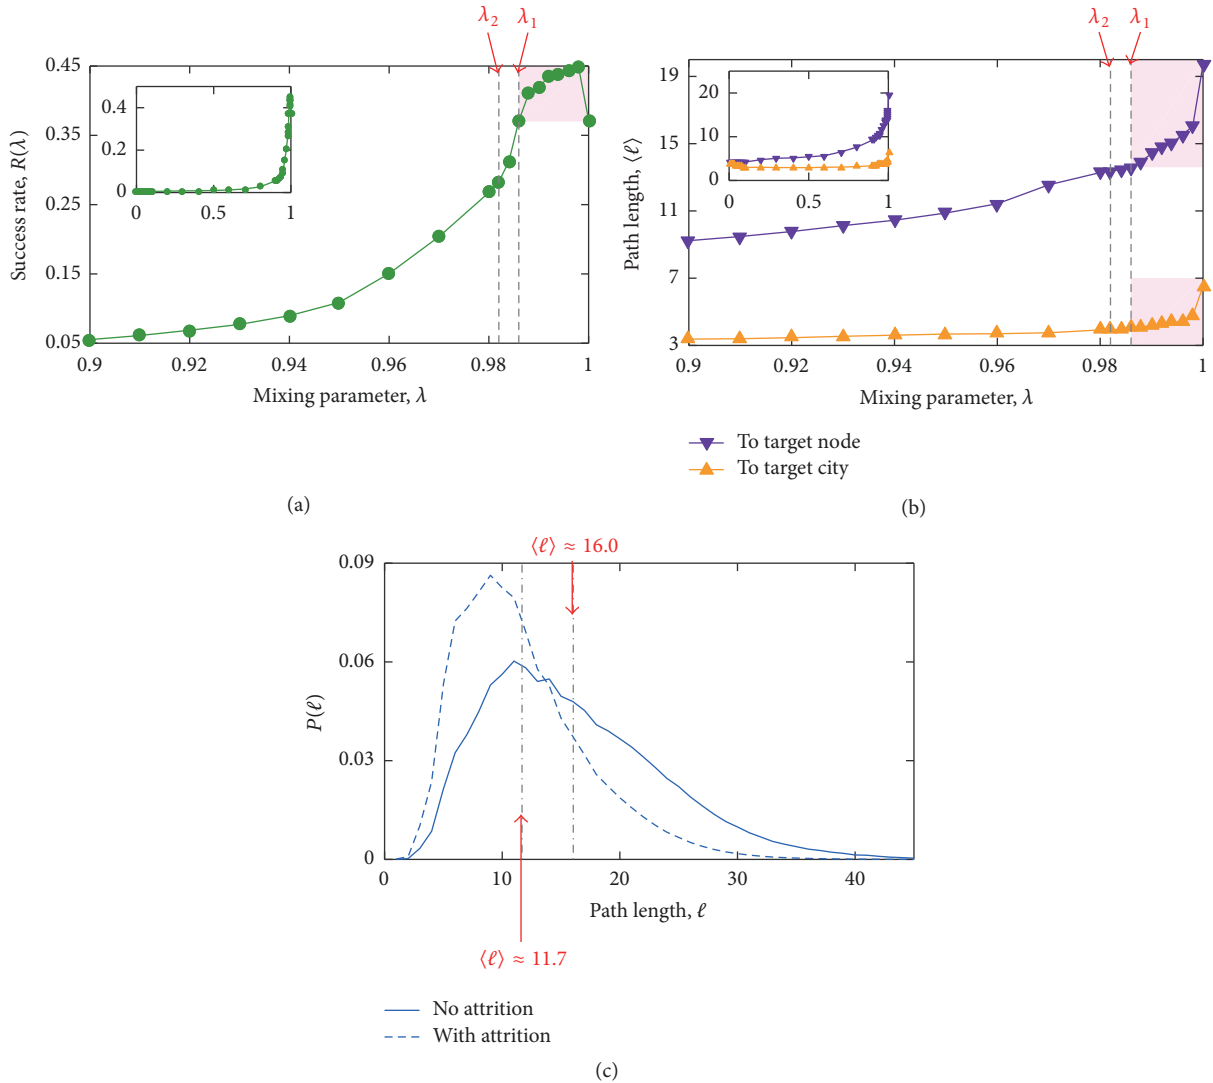 λ₂ λ₁
0.45
0.35
0.25
0.15
0.05
Success rate, R(λ)
0.4
0.2
0
0 0.5 1
0.9 0.92 0.94 0.96 0.98 1
Mixing parameter, λ
(a)
λ₂ λ₁
19
15
11
7
3
Path length, ⟨ℓ⟩
20
10
0
0 0.5 1
0.9 0.92 0.94 0.96 0.98 1
Mixing parameter, λ
To target node
To target city
(b)
⟨ℓ⟩ ≈ 16.0
0.09
0.06
0.03
0
P(ℓ)
0 10 20 30 40
Path length, ℓ
⟨ℓ⟩ ≈ 11.7
No attrition
With attrition
(c)